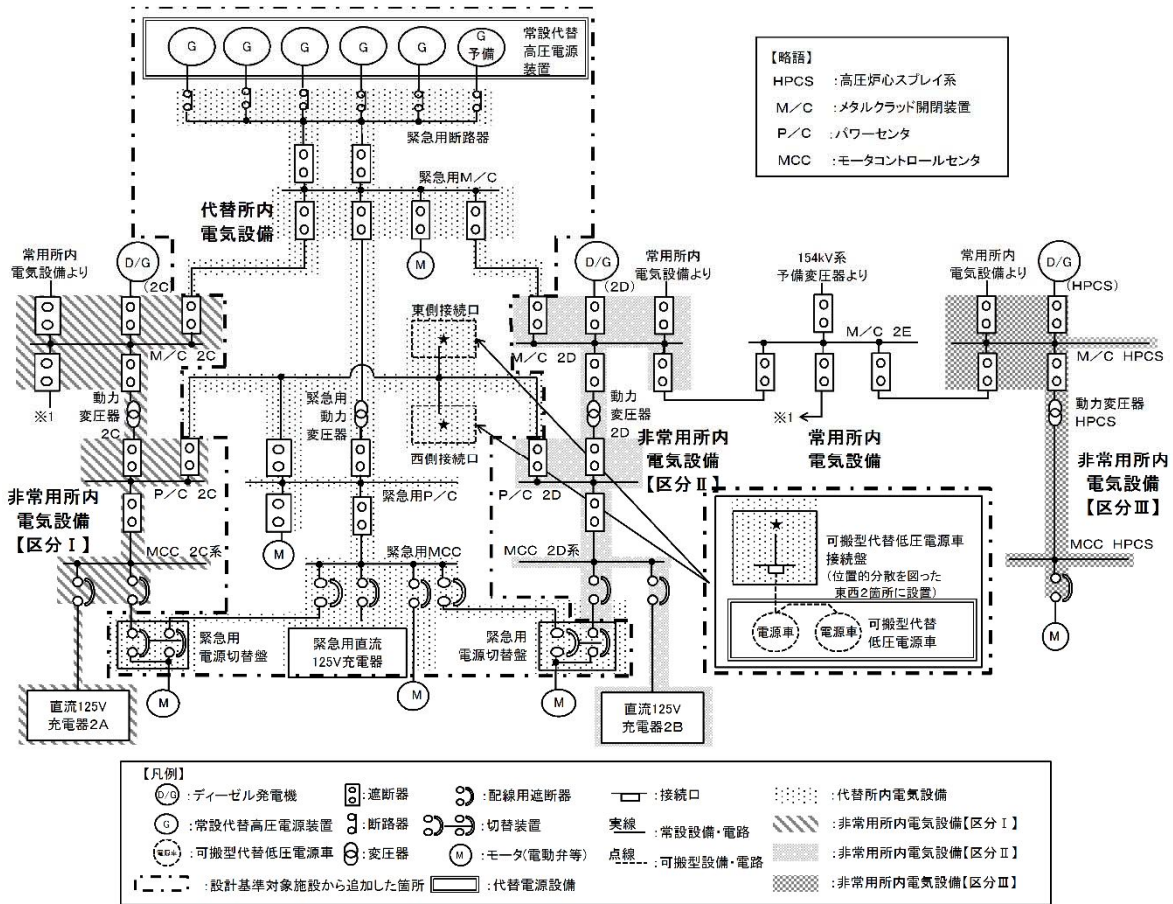 G
G
G
G
G
G
予備
常設代替
高圧電源
装置
【略語】
HPCS :高圧炉心スプレイ系
M/C :メタルクラッド開閉装置
P/C :パワーセンタ
MCC :モータコントロールセンタ
緊急用断路器
緊急用M/C
代替所内
電気設備
M
常用所内
電気設備より
D/G
(2C)
M/C 2C
※1
動力
変圧器
2C
P/C 2C
非常用所内
電気設備
【区分Ⅰ】
MCC 2C系
D/G
(2D)
常用所内
電気設備より
M/C 2D
動力
変圧器
2D
P/C 2D
非常用所内
電気設備
【区分Ⅱ】
MCC 2D系
154kV系
予備変圧器より
M/C 2E
※1
常用所内
電気設備
常用所内
電気設備より
D/G
(HPCS)
M/C HPCS
動力変圧器
HPCS
非常用所内
電気設備
【区分Ⅲ】
MCC HPCS
M
東側接続口
★
★
西側接続口
緊急用
動力
変圧器
緊急用P/C
M
緊急用MCC
緊急用
電源切替盤
緊急用直流
125V充電器
緊急用
電源切替盤
M
M
M
直流125V
充電器2A
直流125V
充電器2B
★
可搬型代替低圧電源車
接続盤
(位置的分散を図った
東西2箇所に設置)
電源車
電源車
可搬型代替
低圧電源車
【凡例】
D/G :ディーゼル発電機
:遮断器
:配線用遮断器
:接続口
:代替所内電気設備
G :常設代替高圧電源装置
:断路器
:切替装置
実線
:常設設備・電路
:非常用所内電気設備【区分Ⅰ】
電源車 :可搬型代替低圧電源車
:変圧器
M :モータ(電動弁等)
点線
:可搬型設備・電路
:非常用所内電気設備【区分Ⅱ】
:設計基準対象施設から追加した箇所
:代替電源設備
:非常用所内電気設備【区分Ⅲ】